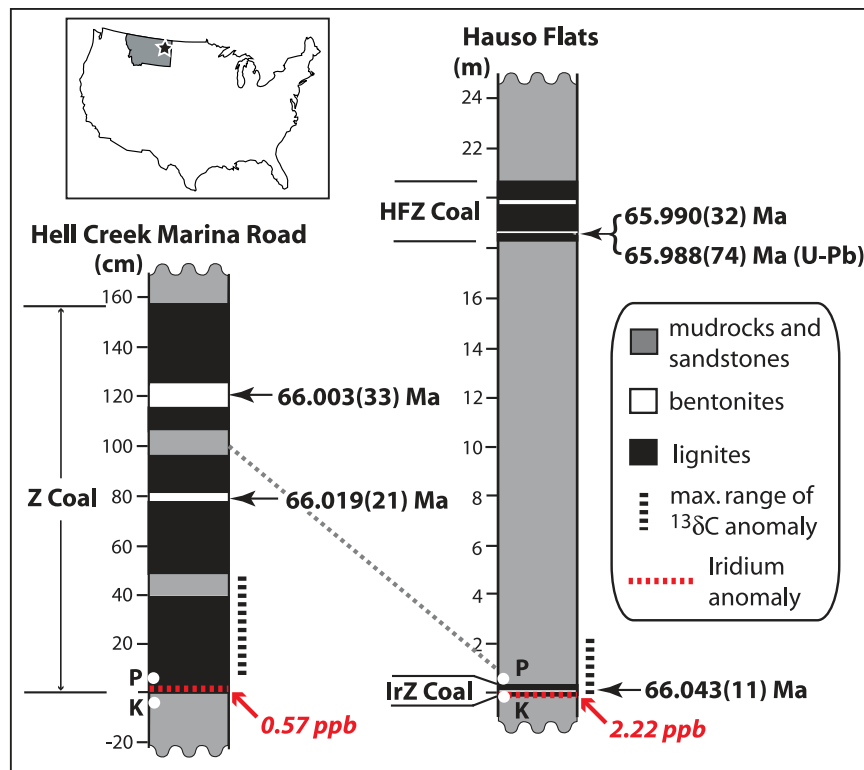 Hauso Flats
(m)
24
22
HFZ Coal
65.990(32) Ma
65.988(74) Ma (U-Pb)
16
14
12
10
8
6
4
2
P
IrZ Coal
K
66.043(11) Ma
2.22 ppb
Hell Creek Marina Road
(cm)
160
140
120
66.003(33) Ma
100
Z Coal
80
66.019(21) Ma
60
40
20
P
K
0
0.57 ppb
-20
mudrocks and
sandstones
bentonites
lignites
max. range of
¹³δC anomaly
Iridium
anomaly